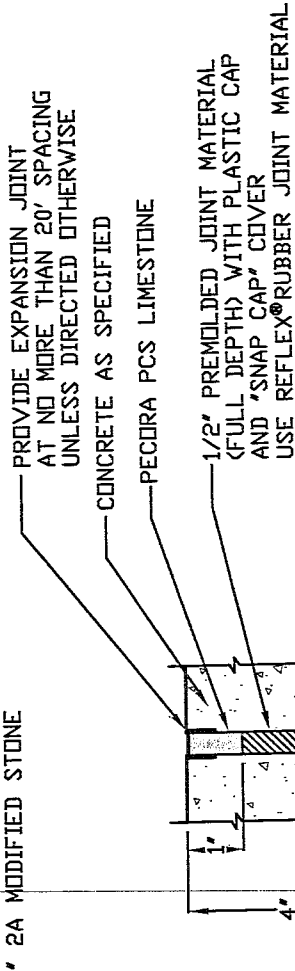 " 2A MODIFIED STONE
PROVIDE EXPANSION JOINT
AT NO MORE THAN 20' SPACING
UNLESS DIRECTED OTHERWISE
CONCRETE AS SPECIFIED
PECORA PCS LIMESTONE
1/2" PREMOLDED JOINT MATERIAL
(FULL DEPTH) WITH PLASTIC CAP
AND "SNAP CAP" COVER
USE REFLEX® RUBBER JOINT MATERIAL
1"
4"